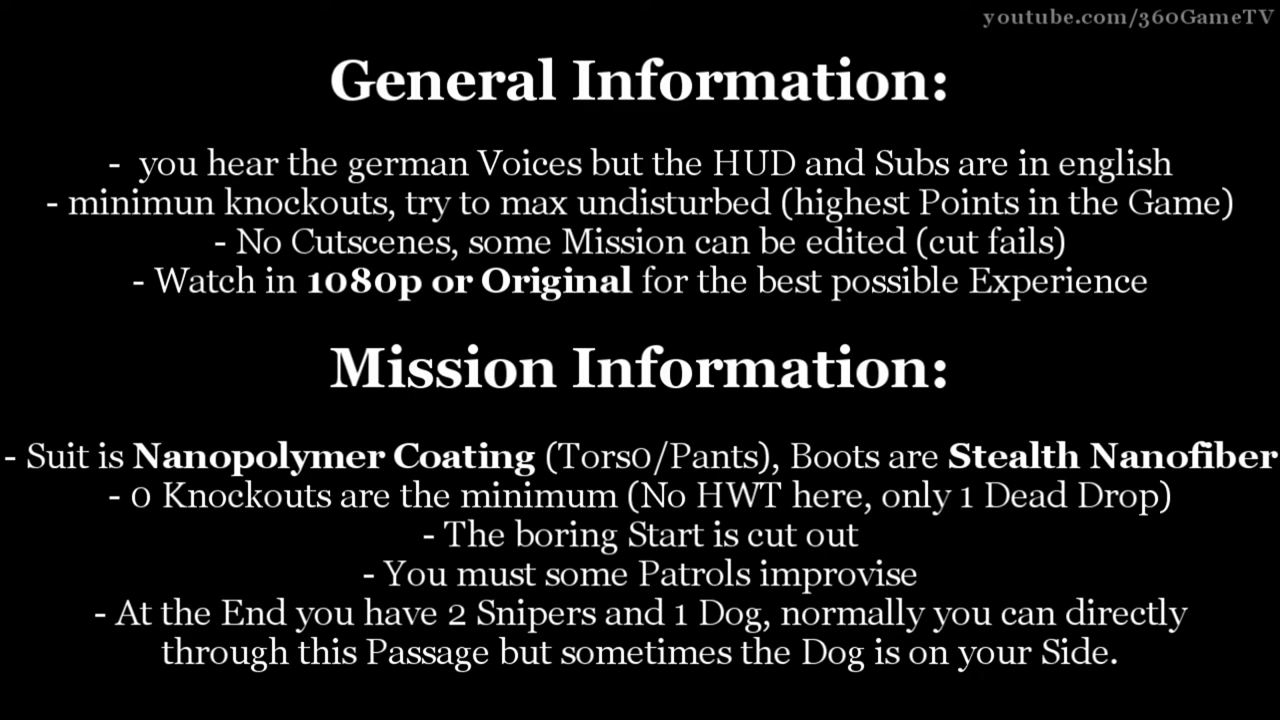 youtube.com/360GameTV
General Information:
- you hear the german Voices but the HUD and Subs are in english
- minimun knockouts, try to max undisturbed (highest Points in the Game)
- No Cutscenes, some Mission can be edited (cut fails)
- Watch in 1080p or Original for the best possible Experience
Mission Information:
- Suit is Nanopolymer Coating (Tors0/Pants), Boots are Stealth Nanofiber
- 0 Knockouts are the minimum (No HWT here, only 1 Dead Drop)
- The boring Start is cut out
- You must some Patrols improvise
- At the End you have 2 Snipers and 1 Dog, normally you can directly
through this Passage but sometimes the Dog is on your Side.